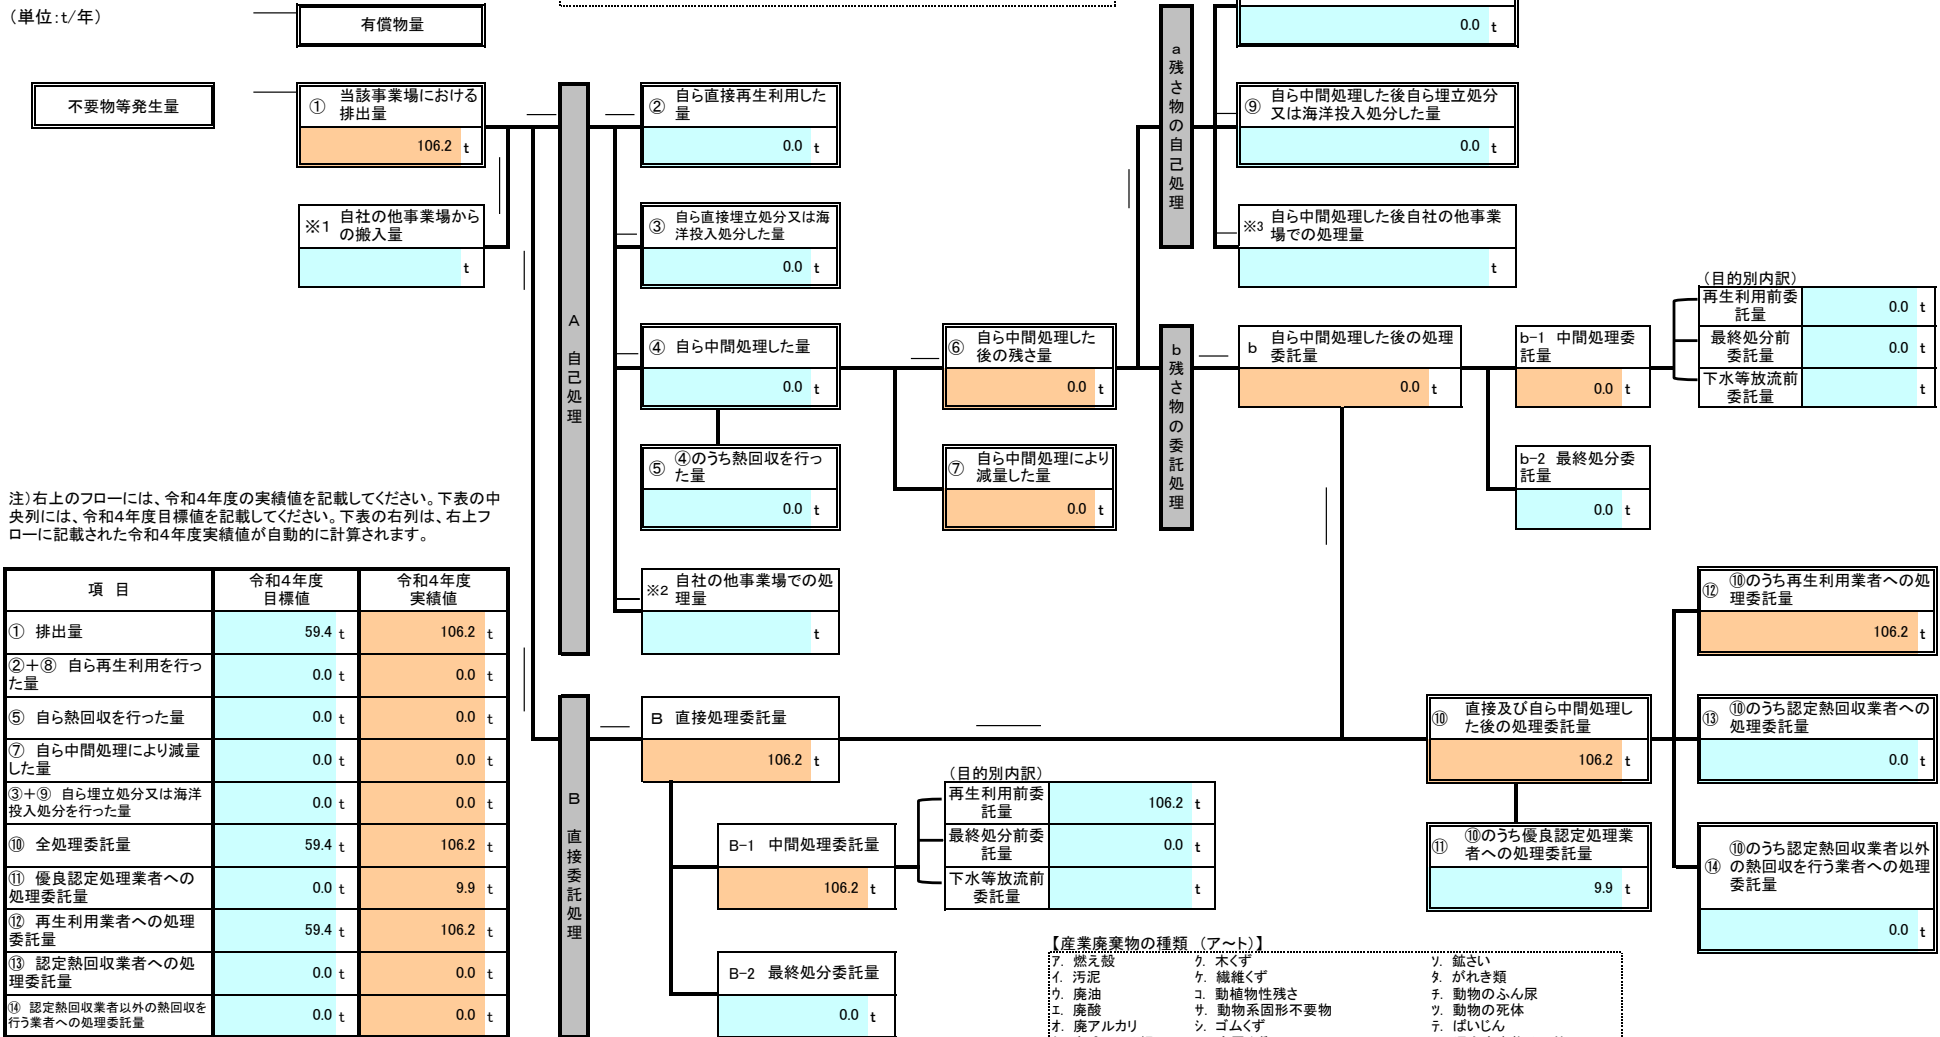 （単位:t/年）
有償物量
不要物等発生量
① 当該事業場における
排出量
106.2 t
※1 自社の他事業場から
の搬入量
t
A 自己処理
② 自ら直接再生利用した
量
0.0 t
③ 自ら直接埋立処分又は海
洋投入処分した量
0.0 t
④ 自ら中間処理した量
0.0 t
⑤ ④のうち熱回収を行っ
た量
0.0 t
※2 自社の他事業場での処
理量
t
⑥ 自ら中間処理した
後の残さ量
0.0 t
⑦ 自ら中間処理により
減量した量
0.0 t
a 残さ物の自己処理
0.0 t
⑨ 自ら中間処理した後自ら埋立処分
又は海洋投入処分した量
0.0 t
※3 自ら中間処理した後自社の他事業
場での処理量
t
b 残さ物の委託処理
b 自ら中間処理した後の処理
委託量
0.0 t
b-1 中間処理委
託量
0.0 t
b-2 最終処分委
託量
0.0 t
（目的別内訳）
再生利用前委
託量
0.0 t
最終処分前
委託量
0.0 t
下水等放流前
委託量
t
注）右上のフローには、令和４年度の実績値を記載してください。下表の中
央列には、令和４年度目標値を記載してください。下表の右列は、右上フ
ローに記載された令和４年度実績値が自動的に計算されます。
項 目
令和４年度
目標値
令和４年度
実績値
① 排出量
59.4 t 106.2 t
②＋⑧ 自ら再生利用を行っ
た量
0.0 t 0.0 t
⑤ 自ら熱回収を行った量
0.0 t 0.0 t
⑦ 自ら中間処理により減量
した量
0.0 t 0.0 t
③＋⑨ 自ら埋立処分又は海洋
投入処分を行った量
0.0 t 0.0 t
⑩ 全処理委託量
59.4 t 106.2 t
⑪ 優良認定処理業者への
処理委託量
0.0 t 9.9 t
⑫ 再生利用業者への処理
委託量
59.4 t 106.2 t
⑬ 認定熱回収業者への処
理委託量
0.0 t 0.0 t
⑭ 認定熱回収業者以外の熱回収を
行う業者への処理委託量
0.0 t 0.0 t
B 直接委託処理
B 直接処理委託量
106.2 t
B-1 中間処理委託量
106.2 t
B-2 最終処分委託量
0.0 t
（目的別内訳）
再生利用前委
託量
106.2 t
最終処分前委
託量
0.0 t
下水等放流前
委託量
t
⑩ 直接及び自ら中間処理し
た後の処理委託量
106.2 t
⑪ ⑩のうち優良認定処理業
者への処理委託量
9.9 t
⑫ ⑩のうち再生利用業者への処
理委託量
106.2 t
⑬ ⑩のうち認定熱回収業者への
処理委託量
0.0 t
⑭ ⑩のうち認定熱回収業者以外
の熱回収を行う業者への処理
委託量
0.0 t
【産業廃棄物の種類 （ア～ト）】
ア. 燃え殻 ク. 木くず ソ. 鉱さい
イ. 汚泥 ケ. 繊維くず タ. がれき類
ウ. 廃油 コ. 動植物性残さ チ. 動物のふん尿
エ. 廃酸 サ. 動物系固形不要物 ツ. 動物の死体
オ. 廃アルカリ シ. ゴムくず テ. ばいじん